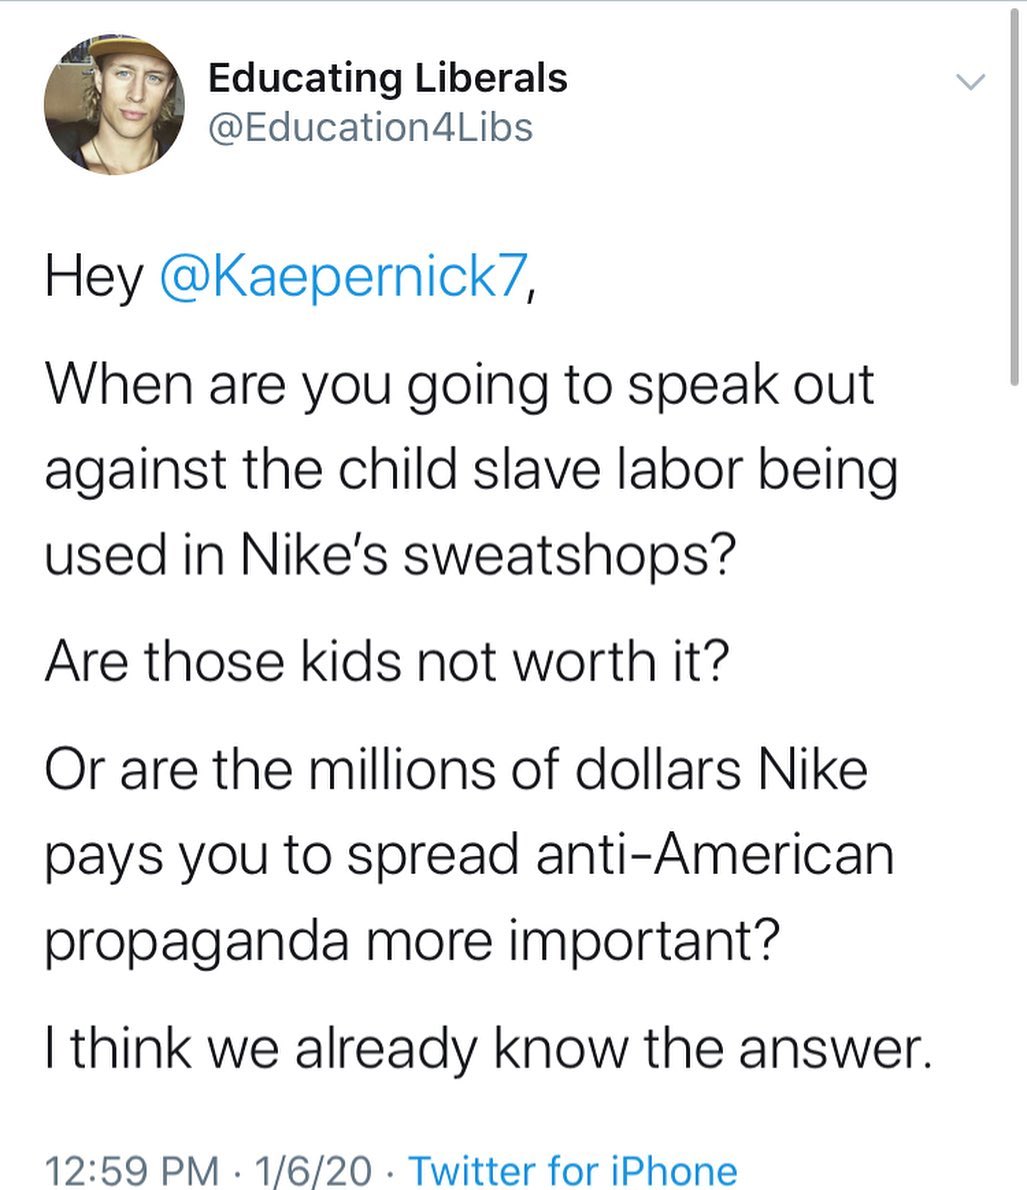 Educating Liberals
@Education4Libs
Hey @Kaepernick7,
When are you going to speak out
against the child slave labor being
used in Nike’s sweatshops?
Are those kids not worth it?
Or are the millions of dollars Nike
pays you to spread anti-American
propaganda more important?
I think we already know the answer.
12:59 PM · 1/6/20 · Twitter for iPhone